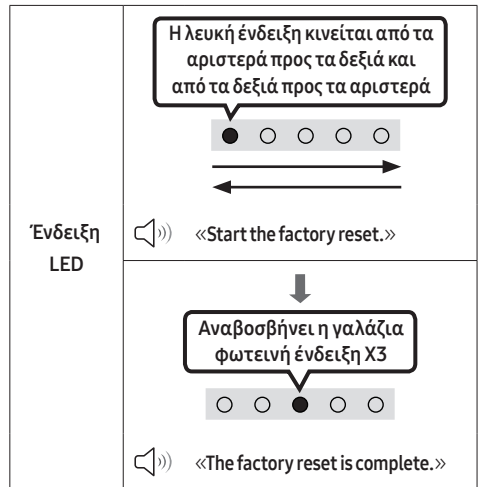 Η λευκή ένδειξη κινείται από τα
αριστερά προς τα δεξιά και
από τα δεξιά προς τα αριστερά
Ένδειξη
LED
«Start the factory reset.»
Αναβοσβήνει η γαλάζια
φωτεινή ένδειξη X3
«The factory reset is complete.»